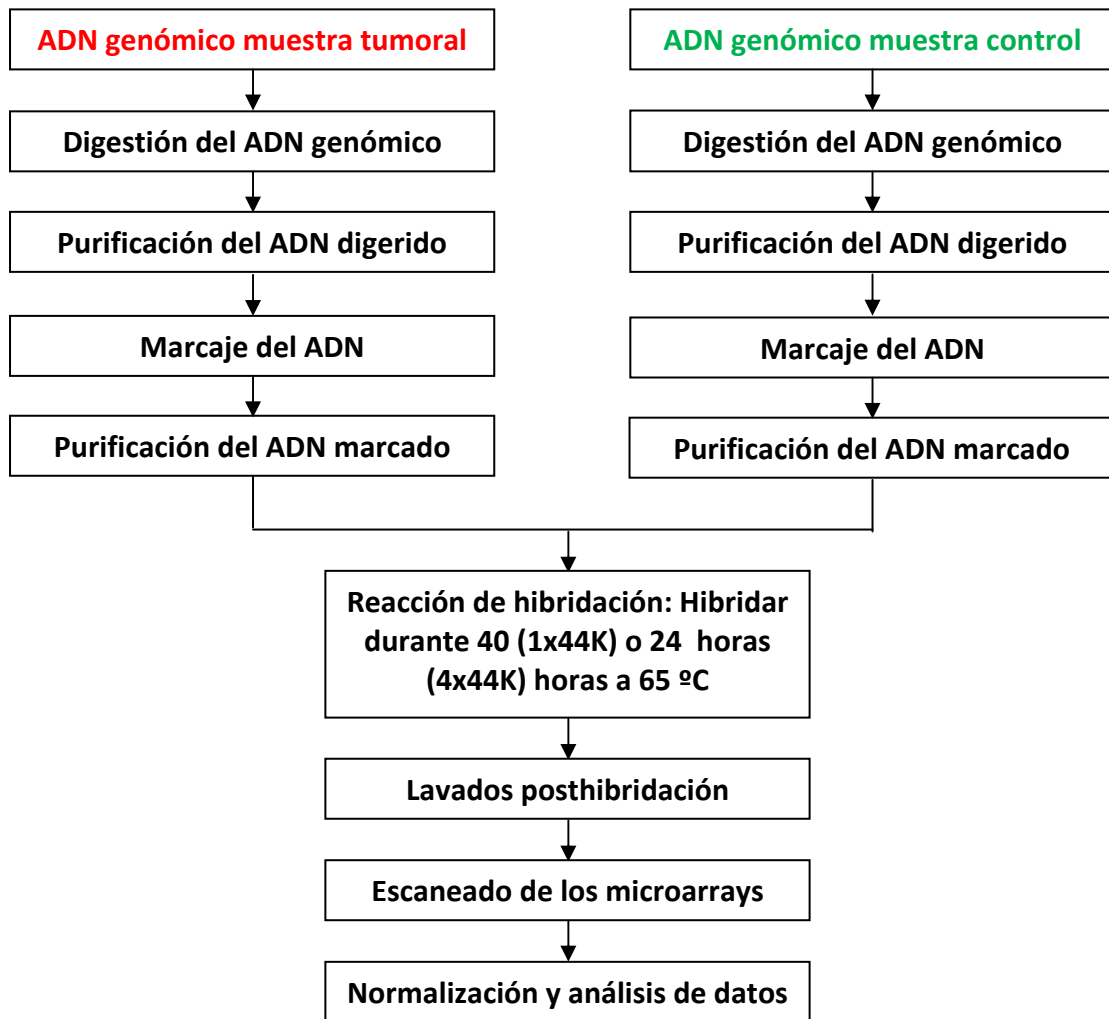 ADN genómico muestra tumoral
ADN genómico muestra control
Digestión del ADN genómico
Digestión del ADN genómico
Purificación del ADN digerido
Purificación del ADN digerido
Marcaje del ADN
Marcaje del ADN
Purificación del ADN marcado
Purificación del ADN marcado
Reacción de hibridación: Hibridar
durante 40 (1x44K) o 24 horas
(4x44K) horas a 65 ºC
Lavados posthibridación
Escaneado de los microarrays
Normalización y análisis de datos